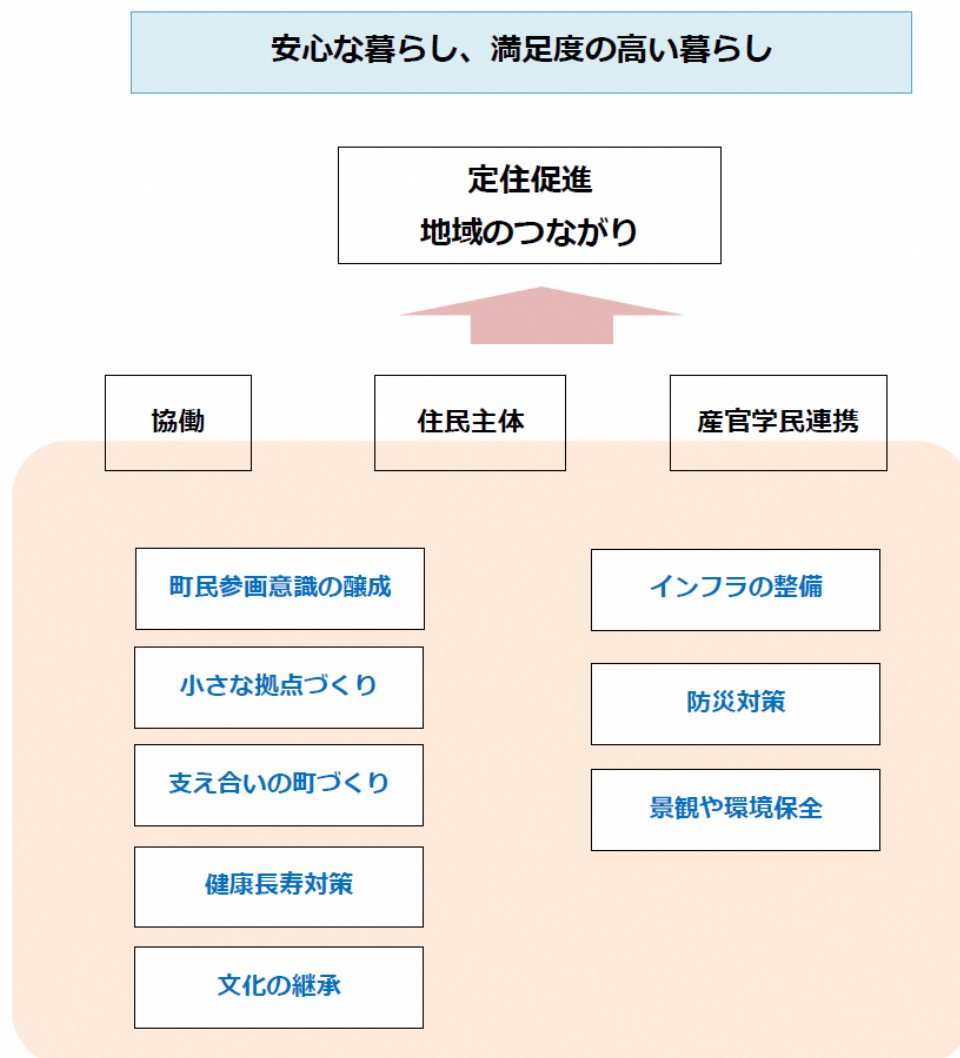 安心な暮らし、満足度の高い暮らし
定住促進
地域のつながり
協働
住民主体
産官学民連携
町民参画意識の醸成
小さな拠点づくり
支え合いの町づくり
健康長寿対策
文化の継承
インフラの整備
防災対策
景観や環境保全